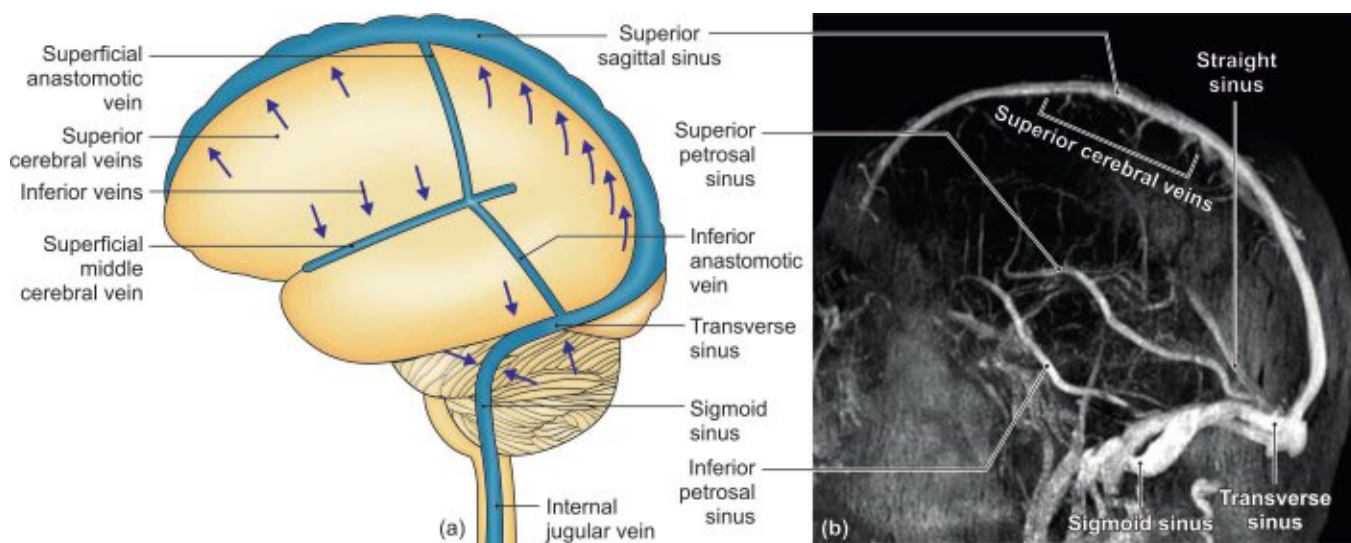 Superficial
anastomotic
vein
Superior
cerebral veins
Inferior veins
Superficial
middle
cerebral vein
Superior
sagittal sinus
Superior
petrosal
sinus
Inferior
anastomotic
vein
Transverse
sinus
Sigmoid
sinus
Inferior
petrosal
sinus
Internal
jugular vein
(a)
Straight
sinus
Superior cerebral veins
Transverse
sinus
Sigmoid sinus
(b)